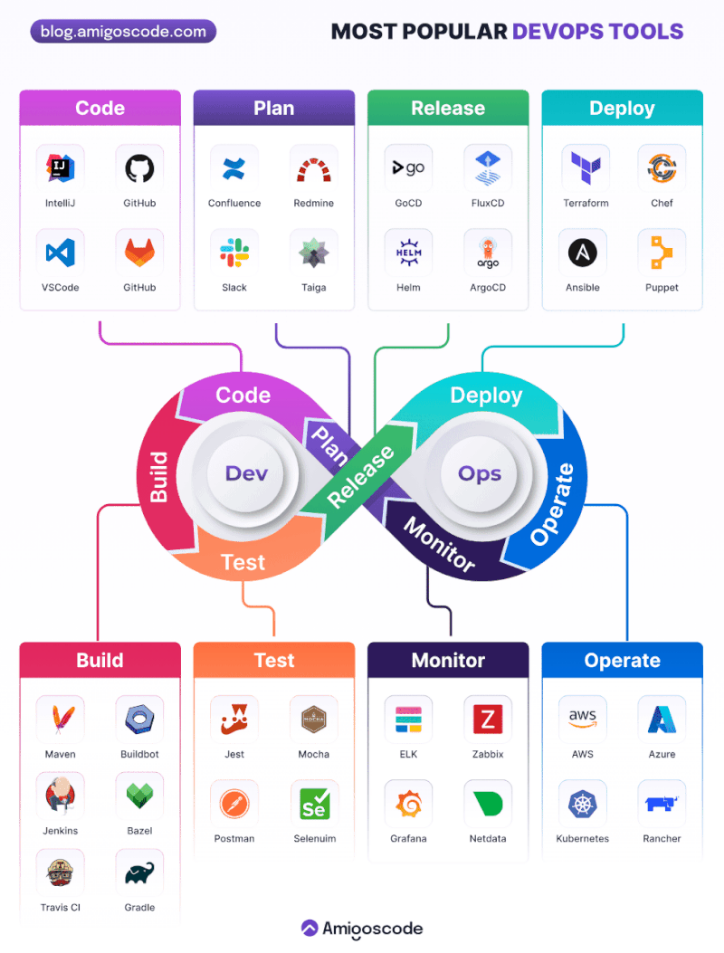 blog.amigoscode.com
MOST POPULAR DEVOPS TOOLS
Code
IntelliJ
GitHub
VSCode
GitHub
Plan
Confluence
Redmine
Slack
Taiga
Release
go
GoCD
FluxCD
HELM
Helm
argo
ArgoCD
Deploy
Terraform
Chef
Ansible
Puppet
Code
Plan
Build
Dev
Test
Release
Deploy
Ops
Operate
Monitor
Build
Maven
Buildbot
Jenkins
Bazel
Travis CI
Gradle
Test
Jest
Mocha
Postman
Se
Selenuim
Monitor
ELK
Z
Zabbix
Grafana
Netdata
Operate
aws
AWS
Azure
Kubernetes
Rancher
Amigoscode